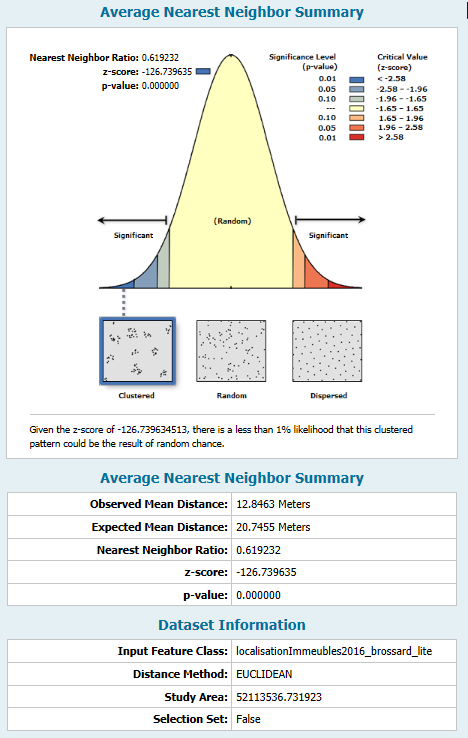 Average Nearest Neighbor Summary
Nearest Neighbor Ratio: 0.619232
z-score: -126.739635
p-value: 0.000000
Significance Level
(p-value)
Critical Value
(z-score)
0.01 < -2.58
0.05 -2.58 - -1.96
0.10 -1.96 - -1.65
--- -1.65 - 1.65
0.10 1.65 - 1.96
0.05 1.96 - 2.58
0.01 > 2.58
(Random)
Significant Significant
Clustered Random Dispersed
Given the z-score of -126.739634513, there is a less than 1% likelihood that this clustered
pattern could be the result of random chance.
Average Nearest Neighbor Summary
Observed Mean Distance: 12.8463 Meters
Expected Mean Distance: 20.7455 Meters
Nearest Neighbor Ratio: 0.619232
z-score: -126.739635
p-value: 0.000000
Dataset Information
Input Feature Class: localisationImmeubles2016_brossard_lite
Distance Method: EUCLIDEAN
Study Area: 52113536.731923
Selection Set: False